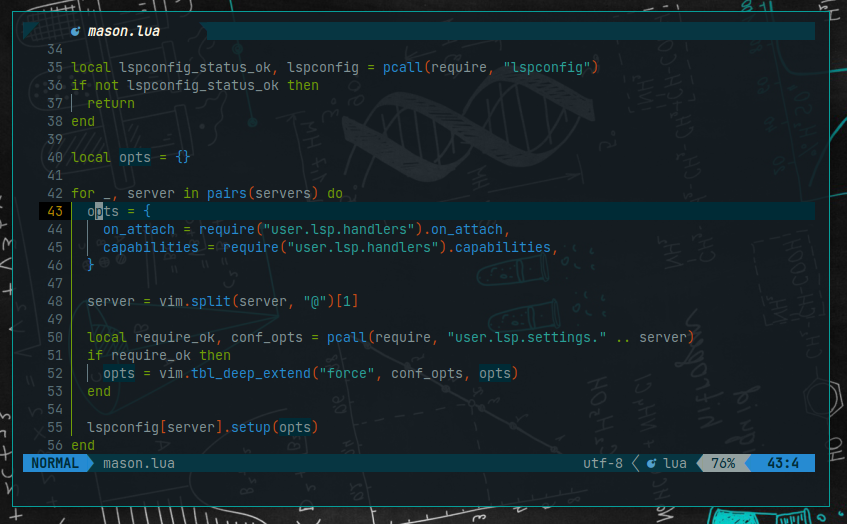 mason.lua
34
35 local lspconfig_status_ok, lspconfig = pcall(require, "lspconfig")
36 if not lspconfig_status_ok then
37   return
38 end
39
40 local opts = {}
41
42 for _, server in pairs(servers) do
43   opts = {
44     on_attach = require("user.lsp.handlers").on_attach,
45     capabilities = require("user.lsp.handlers").capabilities,
46   }
47
48   server = vim.split(server, "@")[1]
49
50   local require_ok, conf_opts = pcall(require, "user.lsp.settings." .. server)
51   if require_ok then
52     opts = vim.tbl_deep_extend("force", conf_opts, opts)
53   end
54
55   lspconfig[server].setup(opts)
56 end
NORMAL mason.lua utf-8 lua 76% 43:4